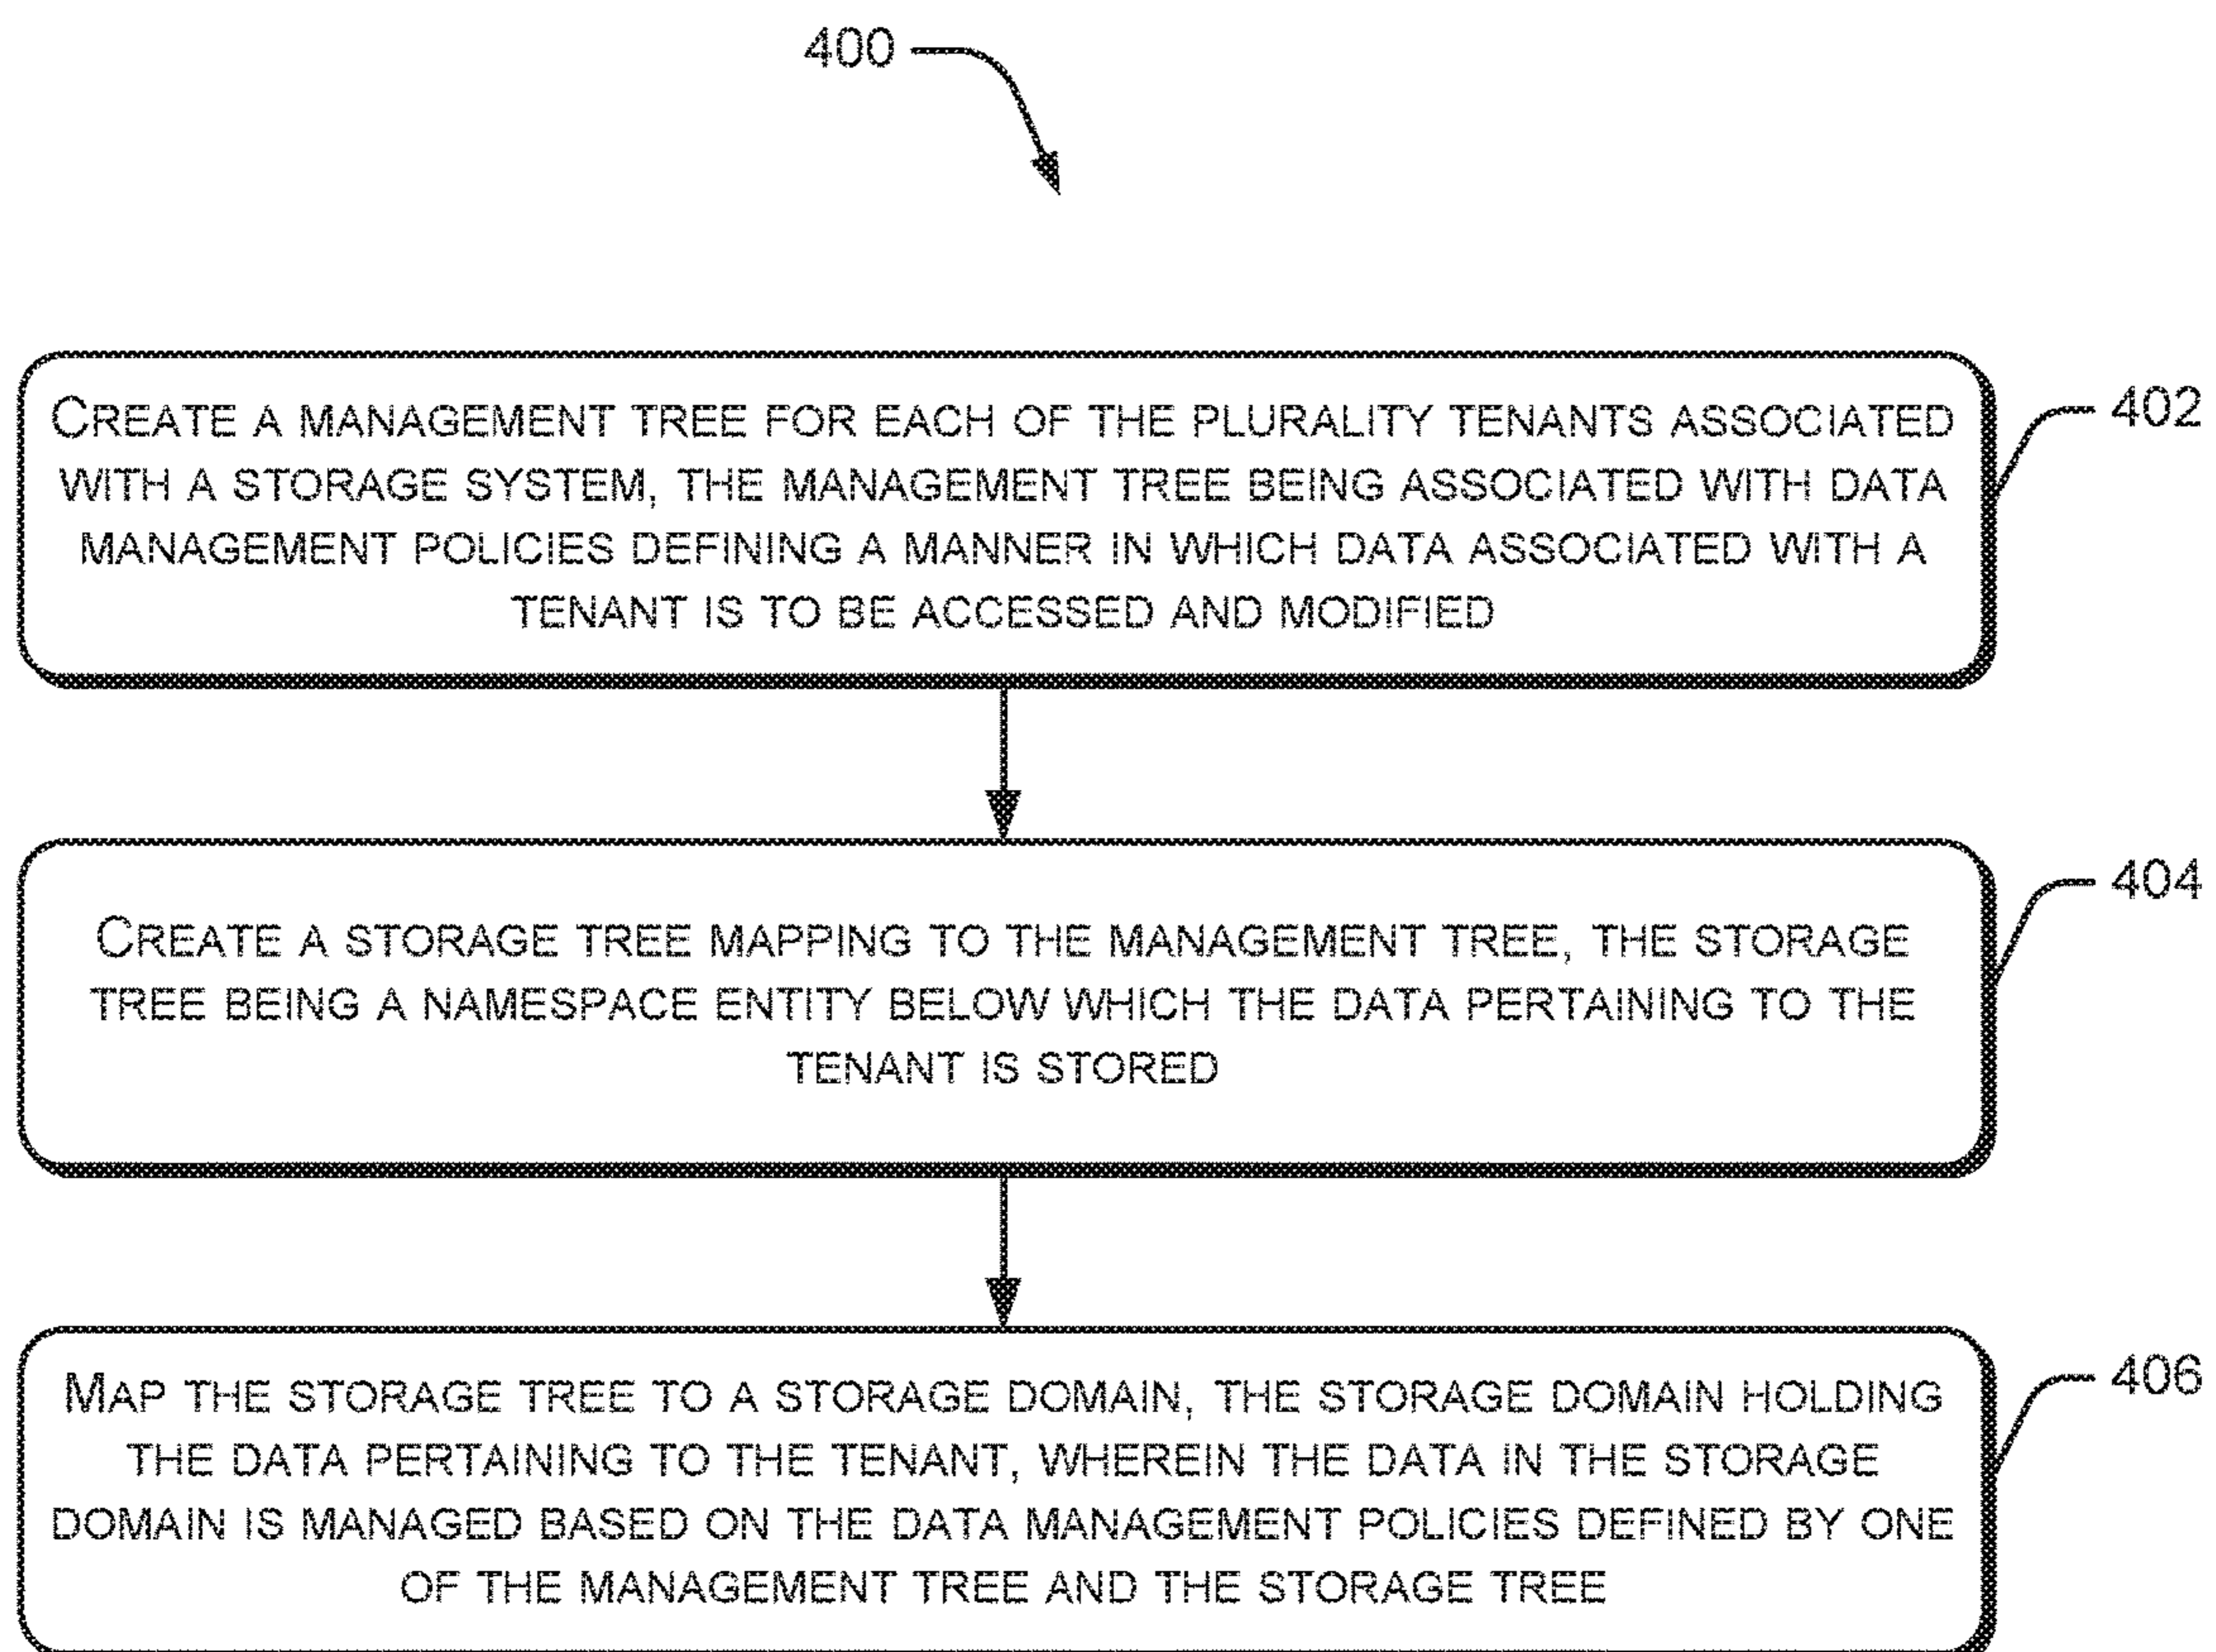 400
CREATE A MANAGEMENT TREE FOR EACH OF THE PLURALITY TENANTS ASSOCIATED
WITH A STORAGE SYSTEM, THE MANAGEMENT TREE BEING ASSOCIATED WITH DATA
MANAGEMENT POLICIES DEFINING A MANNER IN WHICH DATA ASSOCIATED WITH A
TENANT IS TO BE ACCESSED AND MODIFIED
402
CREATE A STORAGE TREE MAPPING TO THE MANAGEMENT TREE, THE STORAGE
TREE BEING A NAMESPACE ENTITY BELOW WHICH THE DATA PERTAINING TO THE
TENANT IS STORED
404
MAP THE STORAGE TREE TO A STORAGE DOMAIN, THE STORAGE DOMAIN HOLDING
THE DATA PERTAINING TO THE TENANT, WHEREIN THE DATA IN THE STORAGE
DOMAIN IS MANAGED BASED ON THE DATA MANAGEMENT POLICIES DEFINED BY ONE
OF THE MANAGEMENT TREE AND THE STORAGE TREE
406